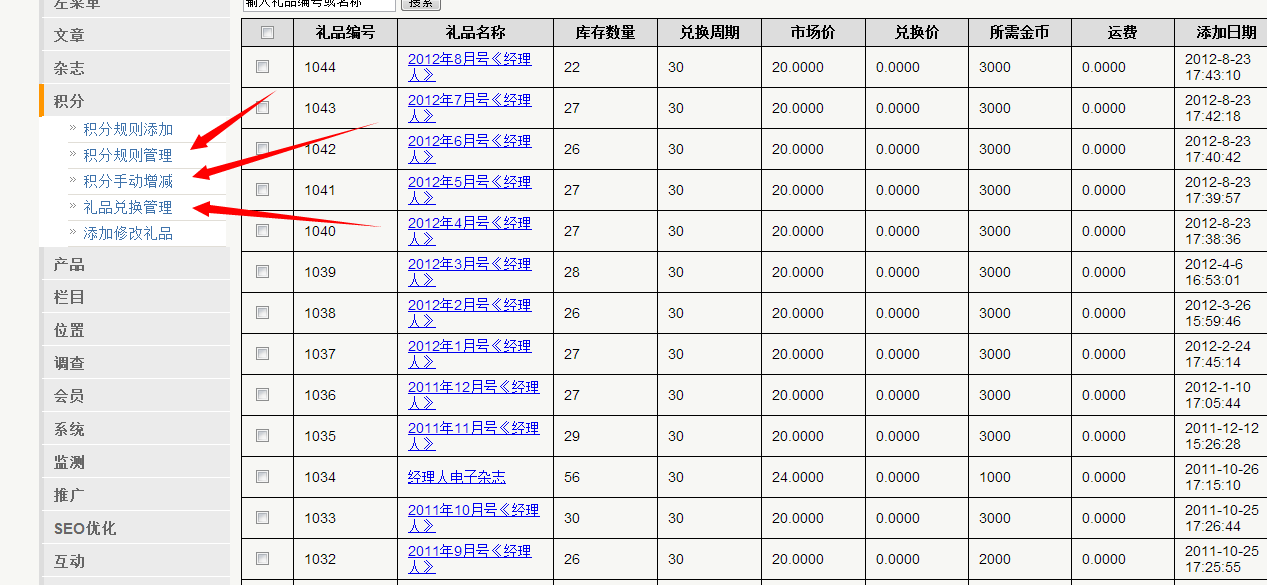 左菜单
文章
杂志
积分
» 积分规则添加
» 积分规则管理
» 积分手动增减
» 礼品兑换管理
» 添加修改礼品
产品
栏目
位置
调查
会员
系统
监测
推广
SEO优化
互动
输入礼品编号或名称 搜索
礼品编号 礼品名称 库存数量 兑换周期 市场价 兑换价 所需金币 运费 添加日期
1044 2012年8月号《经理 22 30 20.0000 0.0000 3000 0.0000 2012-8-23
人》 17:43:10
1043 2012年7月号《经理 27 30 20.0000 0.0000 3000 0.0000 2012-8-23
人》 17:42:18
1042 2012年6月号《经理 26 30 20.0000 0.0000 3000 0.0000 2012-8-23
人》 17:40:42
1041 2012年5月号《经理 27 30 20.0000 0.0000 3000 0.0000 2012-8-23
人》 17:39:57
1040 2012年4月号《经理 27 30 20.0000 0.0000 3000 0.0000 2012-8-23
人》 17:38:36
1039 2012年3月号《经理 28 30 20.0000 0.0000 3000 0.0000 2012-4-6
人》 16:53:01
1038 2012年2月号《经理 26 30 20.0000 0.0000 3000 0.0000 2012-3-26
人》 15:59:46
1037 2012年1月号《经理 27 30 20.0000 0.0000 3000 0.0000 2012-2-24
人》 17:45:14
1036 2011年12月号《经理 27 30 20.0000 0.0000 3000 0.0000 2012-1-10
人》 17:05:44
1035 2011年11月号《经理 29 30 20.0000 0.0000 3000 0.0000 2011-12-12
人》 15:26:28
1034 经理人电子杂志 56 30 24.0000 0.0000 1000 0.0000 2011-10-26
17:15:10
1033 2011年10月号《经理 30 30 20.0000 0.0000 3000 0.0000 2011-10-25
人》 17:26:44
1032 2011年9月号《经理 26 30 20.0000 0.0000 2000 0.0000 2011-10-25
人》 17:25:55